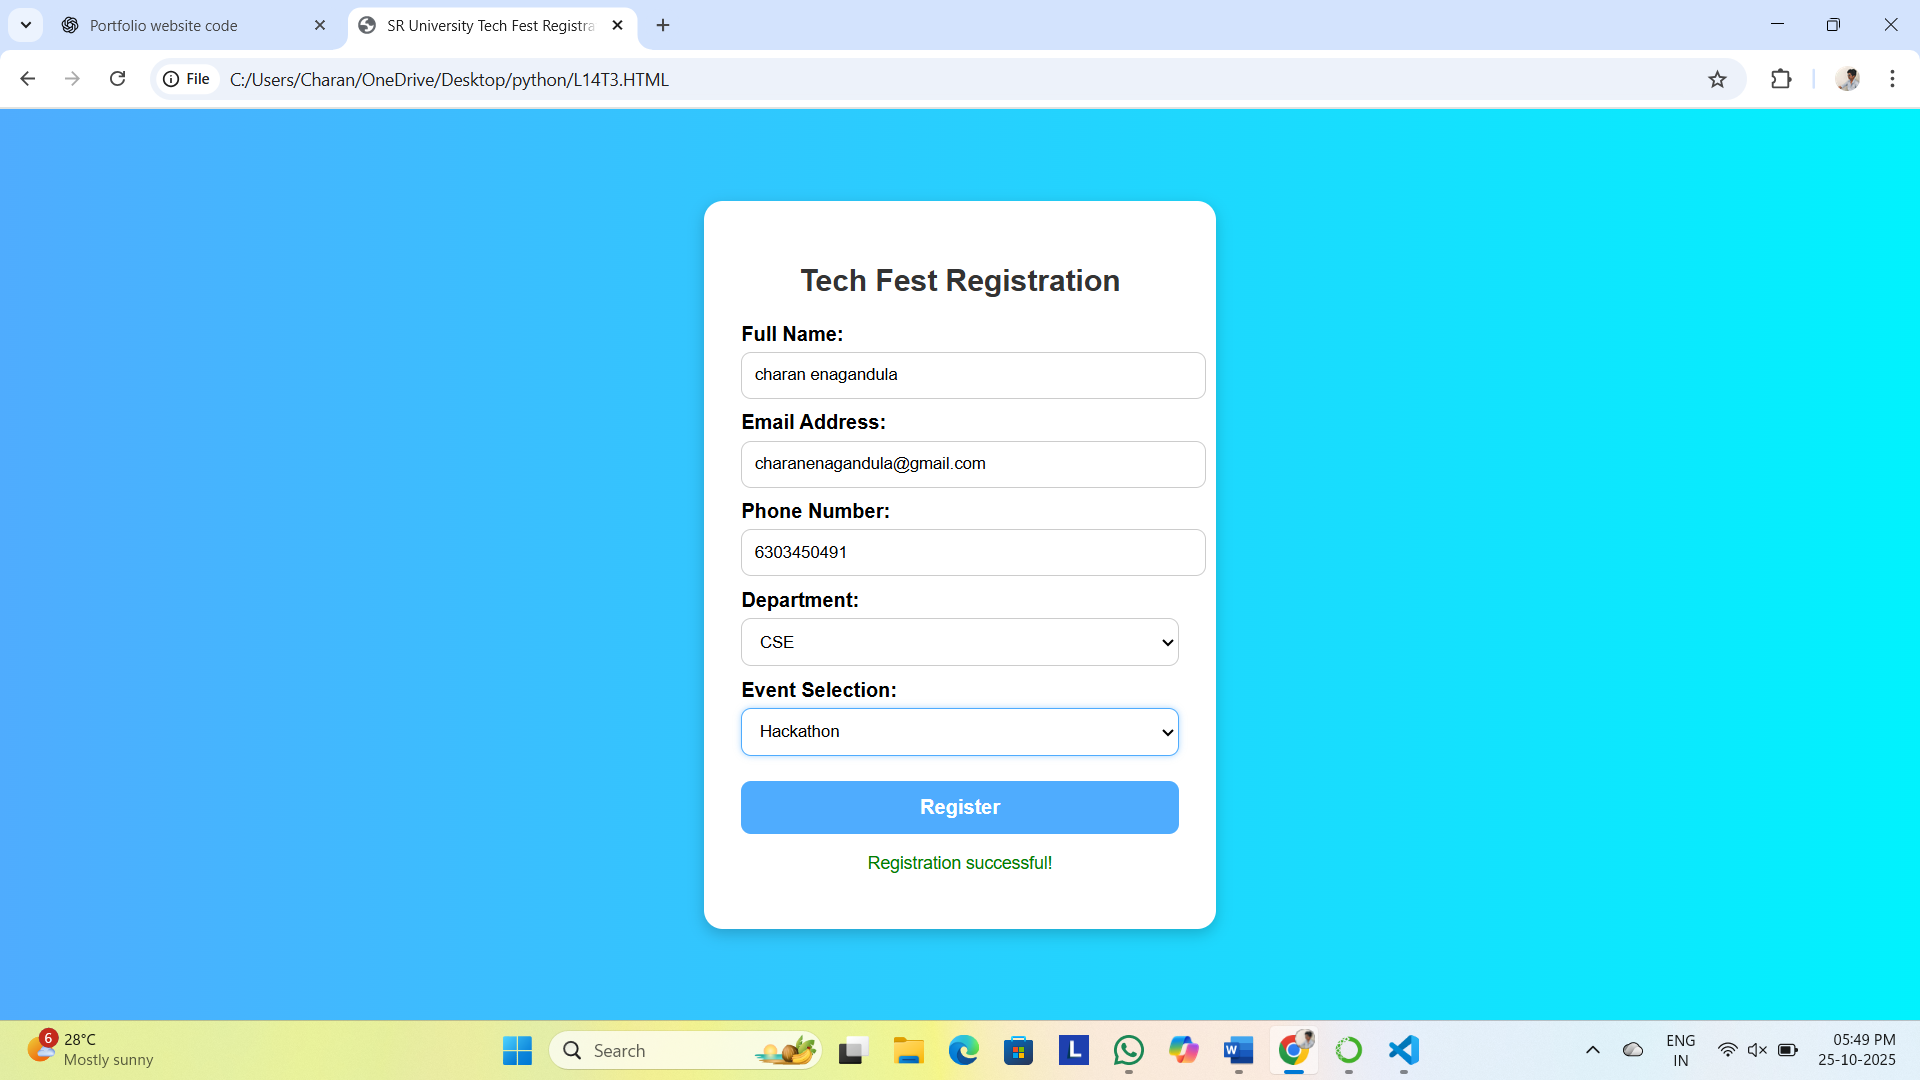 Portfolio website code
SR University Tech Fest Registra
File
C:/Users/Charan/OneDrive/Desktop/python/L14T3.HTML
Tech Fest Registration
Full Name:
charan enagandula
Email Address:
charanenagandula@gmail.com
Phone Number:
6303450491
Department:
CSE
Event Selection:
Hackathon
Register
Registration successful!
6
28°C
Mostly sunny
Search
L
W
ENG
IN
05:49 PM
25-10-2025